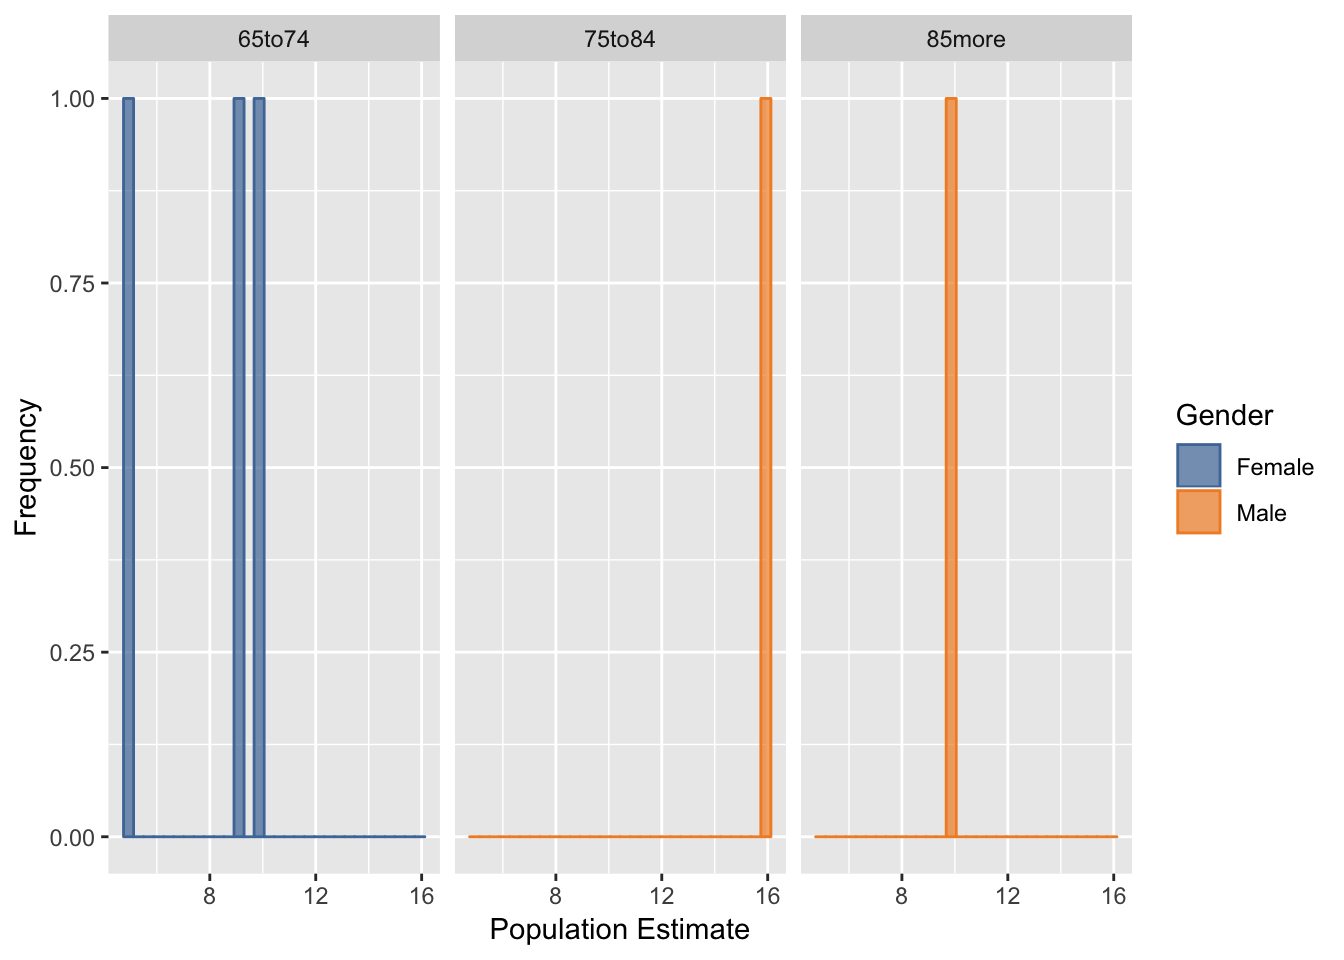 65to74 75to84 85more
1.00
0.75
0.50
0.25
0.00
Frequency
8 12 16 8 12 16 8 12 16
Population Estimate
Gender
Female
Male